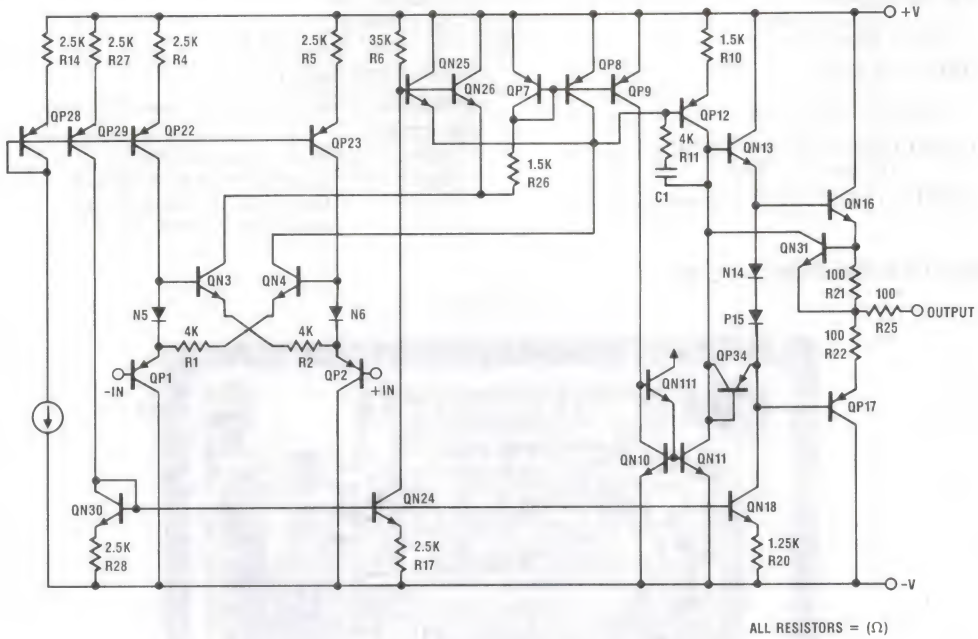 +V
2.5K
R14
2.5K
R27
2.5K
R4
2.5K
R5
35K
R6
QN25
QN26
QP7
QP8
QP9
1.5K
R10
QP28
QP29
QP22
QP23
QP12
4K
R11
C1
QN13
1.5K
R26
QN16
QN31
100
R21
QN3
QN4
N14
N5
N6
100
R25
OUTPUT
4K
R1
4K
R2
P15
100
R22
QP1
-IN
QP2
+IN
QP34
QN111
QP17
QN10
QN11
QN30
QN24
QN18
2.5K
R28
2.5K
R17
1.25K
R20
-V
ALL RESISTORS = (Ω)